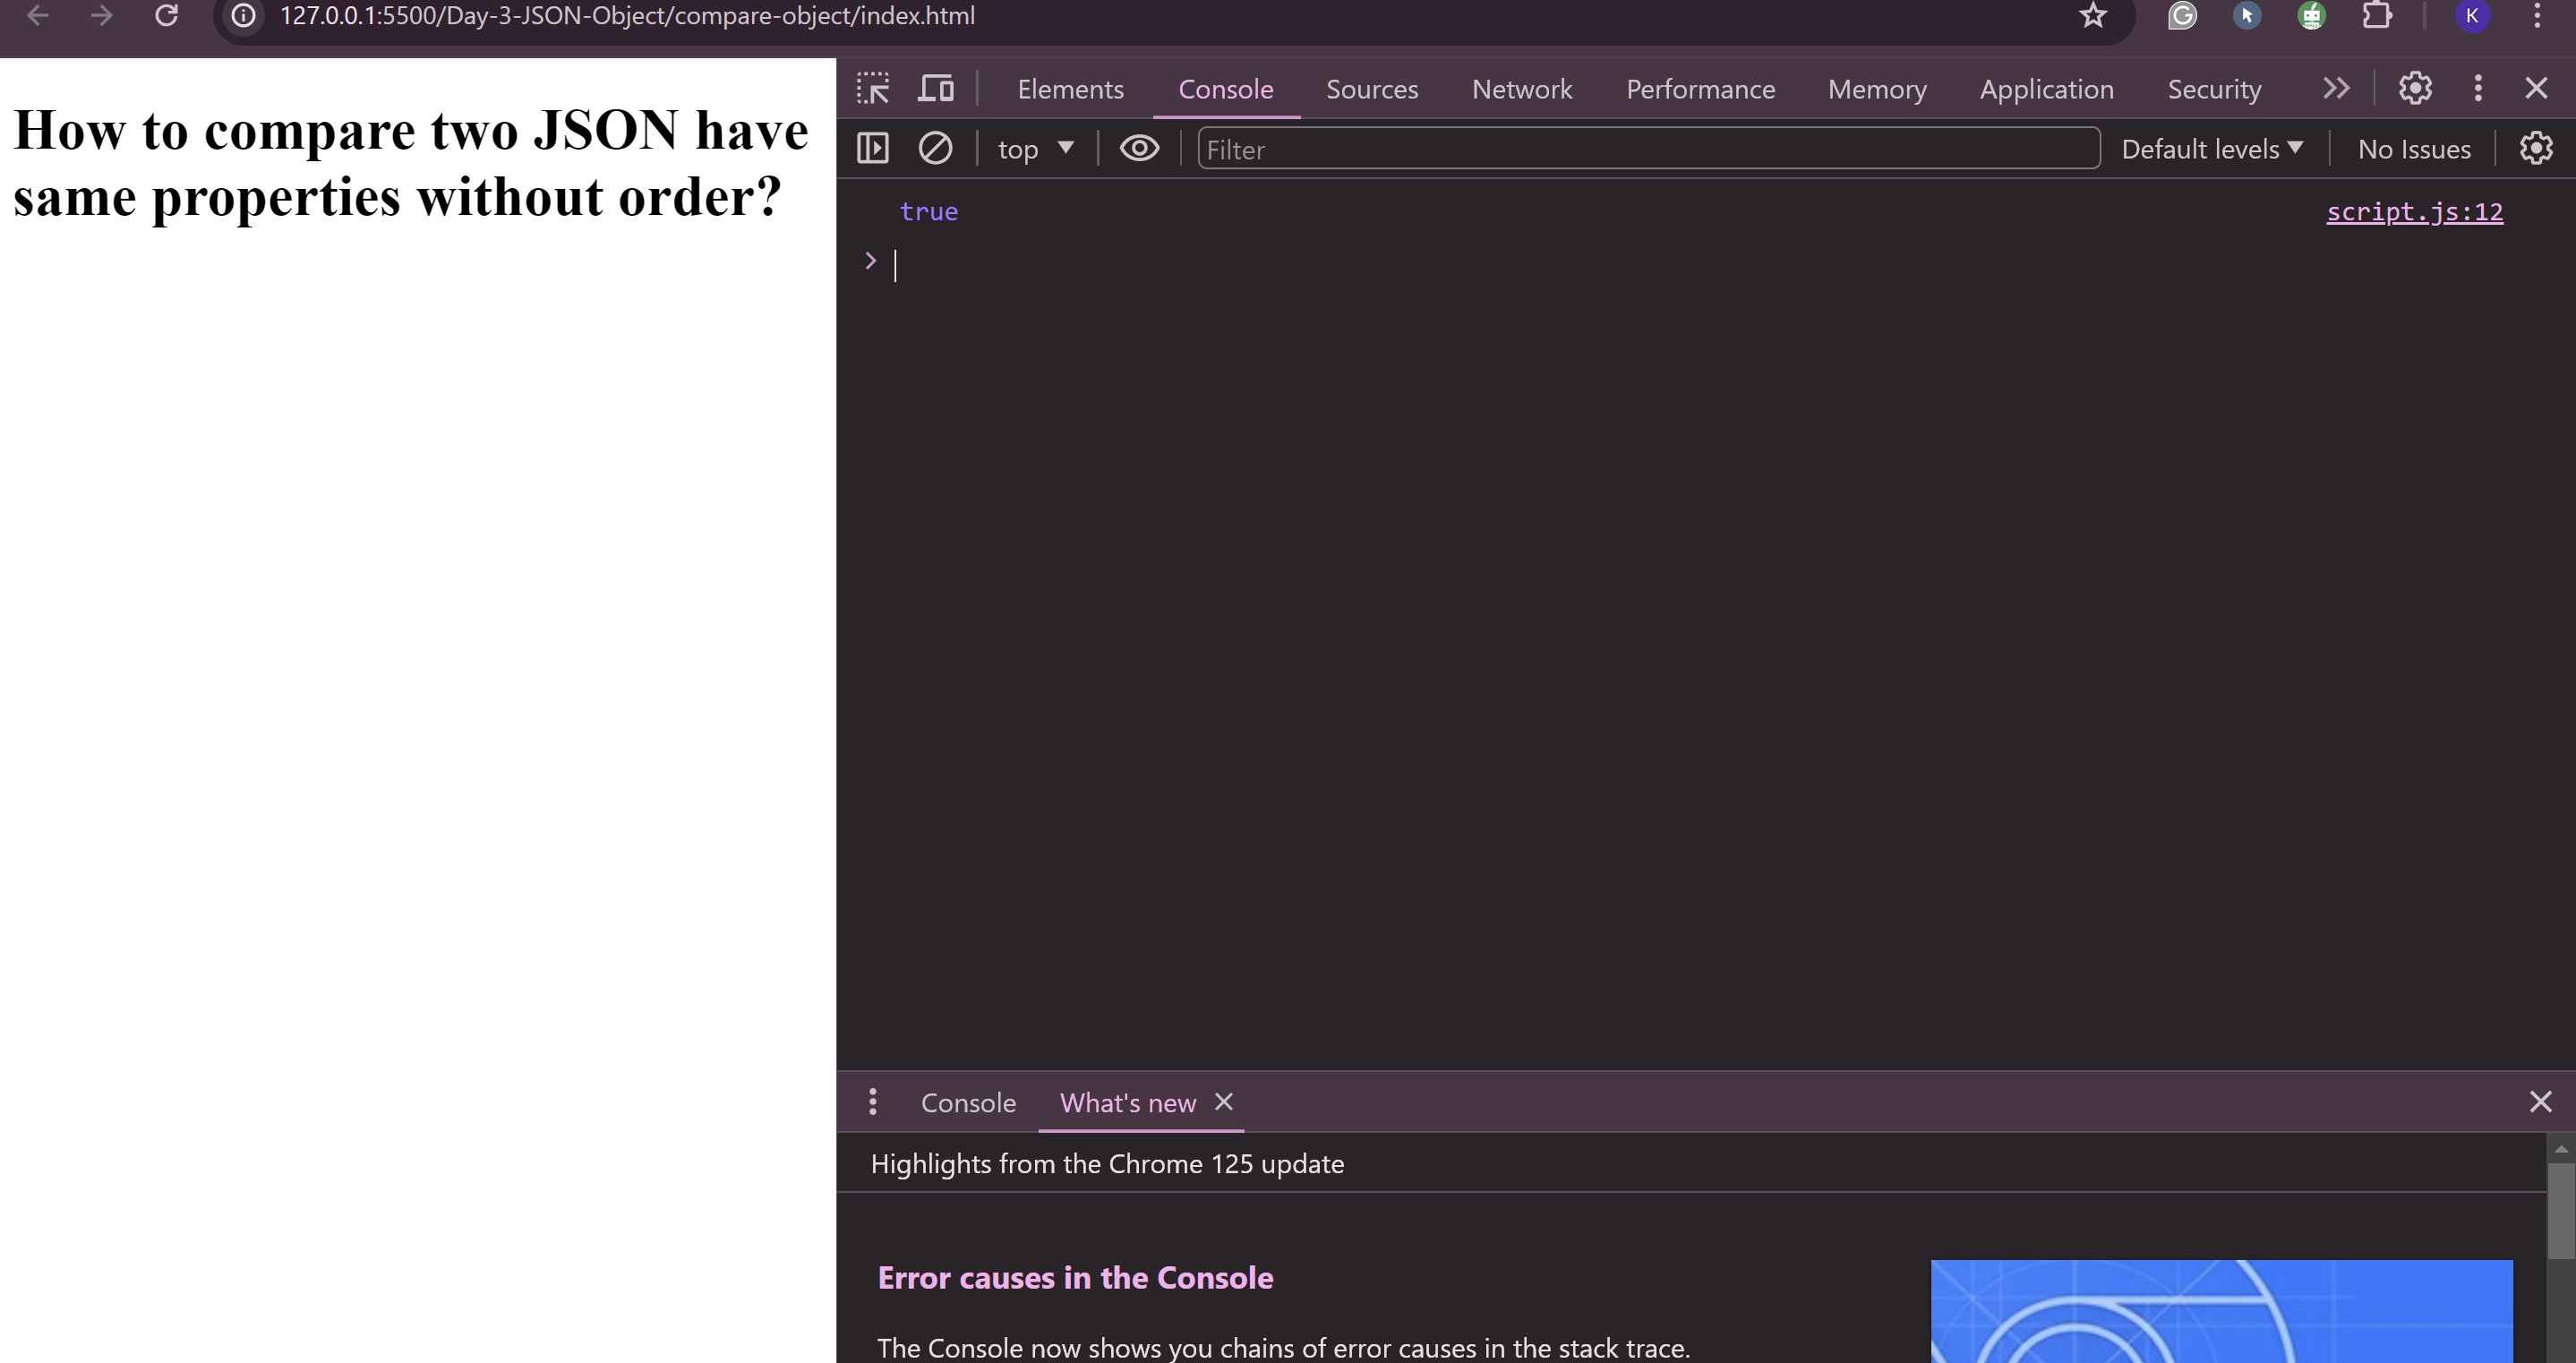 127.0.0.1:5500/Day-3-JSON-Object/compare-object/index.html
K
How to compare two JSON have
same properties without order?
Elements Console Sources Network Performance Memory Application Security
top Filter Default levels No Issues
true script.js:12
Console What's new
Highlights from the Chrome 125 update
Error causes in the Console
The Console now shows you chains of error causes in the stack trace.